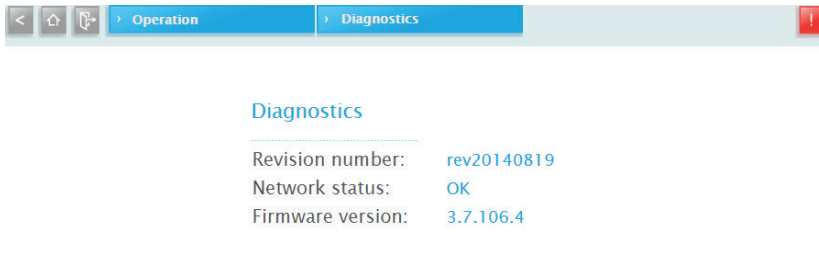 Operation
Diagnostics
Diagnostics
Revision number: rev20140819
Network status: OK
Firmware version: 3.7.106.4